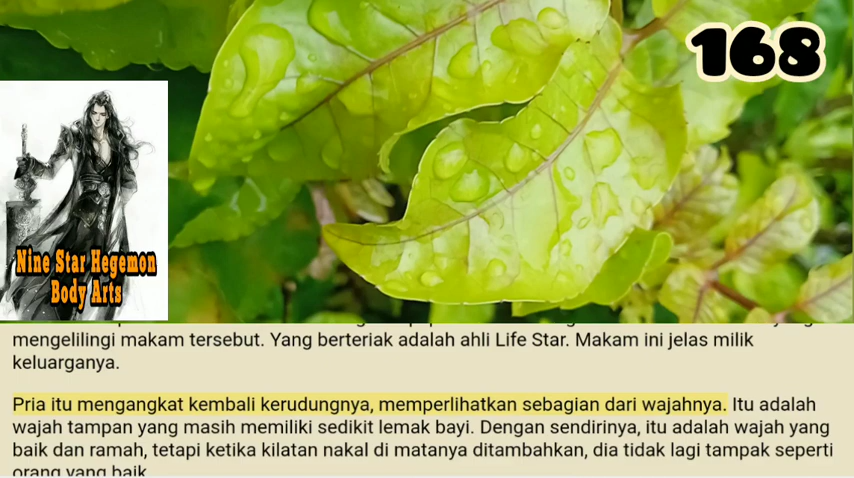 168
Nine Star Hegemon
Body Arts
mengelilingi makam tersebut. Yang berteriak adalah ahli Life Star. Makam ini jelas milik
keluarganya.
Pria itu mengangkat kembali kerudungnya, memperlihatkan sebagian dari wajahnya. Itu adalah
wajah tampan yang masih memiliki sedikit lemak bayi. Dengan sendirinya, itu adalah wajah yang
baik dan ramah, tetapi ketika kilatan nakal di matanya ditambahkan, dia tidak lagi tampak seperti
orang yang baik.